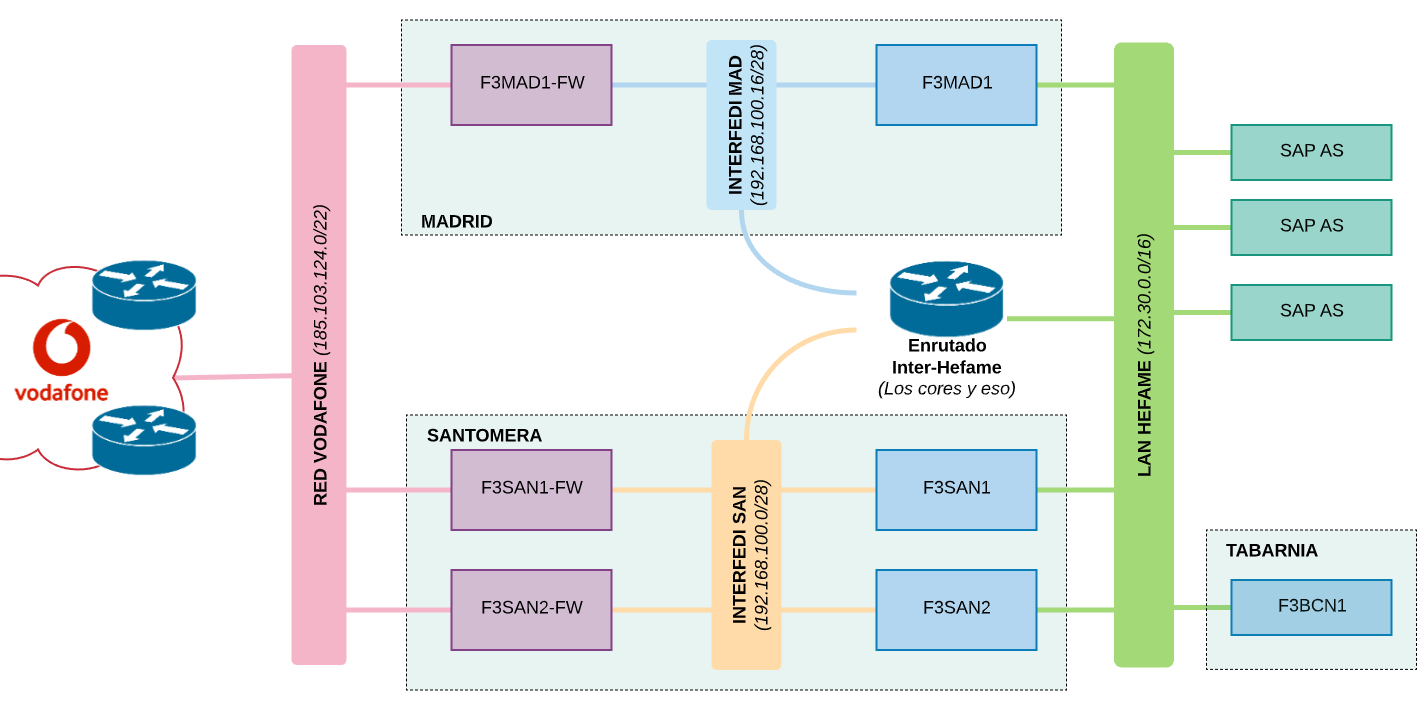 vodafone
RED VODAFONE (185.103.124.0/22)
F3MAD1-FW
INTERFEDI MAD
(192.168.100.16/28)
F3MAD1
MADRID
Enrutado
Inter-Hefame
(Los cores y eso)
SANTOMERA
F3SAN1-FW
F3SAN2-FW
INTERFEDI SAN
(192.168.100.0/28)
F3SAN1
F3SAN2
LAN HEFAME (172.30.0.0/16)
SAP AS
SAP AS
SAP AS
TABARNIA
F3BCN1